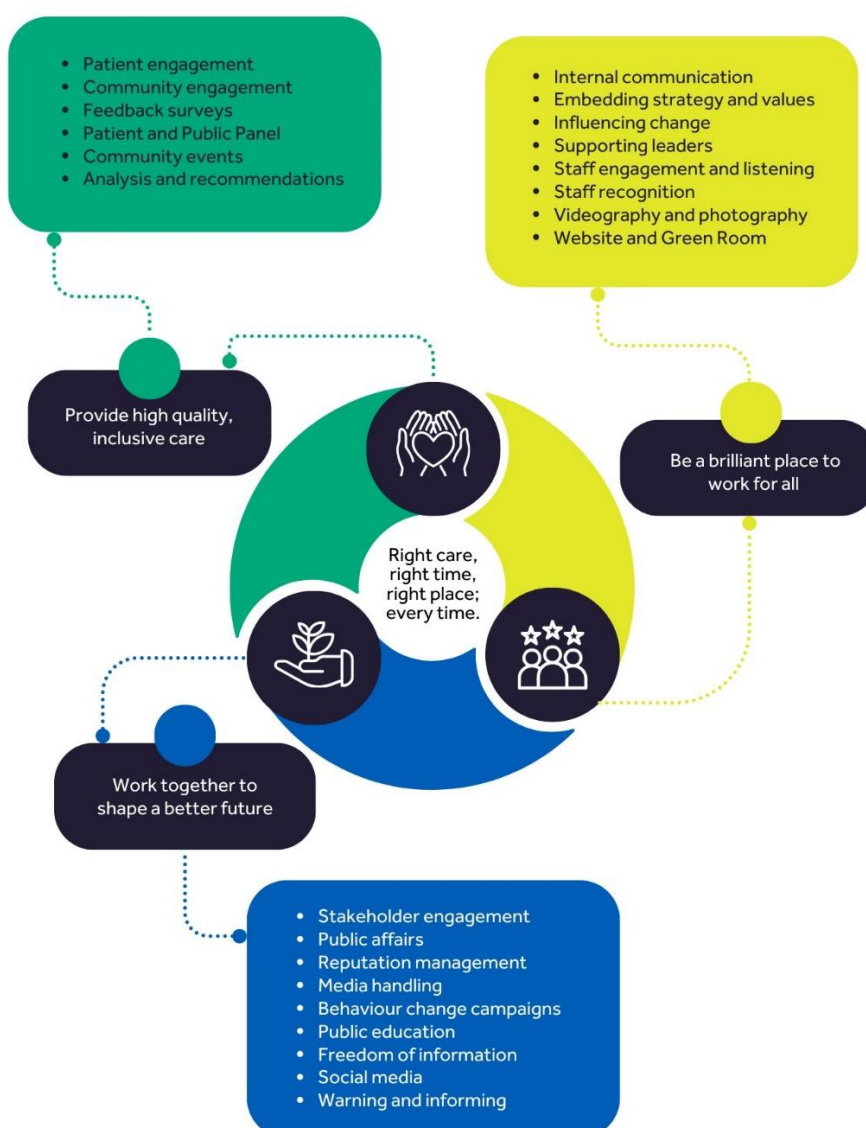 • Patient engagement
• Community engagement
• Feedback surveys
• Patient and Public Panel
• Community events
• Analysis and recommendations
• Internal communication
• Embedding strategy and values
• Influencing change
• Supporting leaders
• Staff engagement and listening
• Staff recognition
• Videography and photography
• Website and Green Room
Provide high quality,
inclusive care
Be a brilliant place to
work for all
Right care,
right time,
right place;
every time.
Work together to
shape a better future
• Stakeholder engagement
• Public affairs
• Reputation management
• Media handling
• Behaviour change campaigns
• Public education
• Freedom of information
• Social media
• Warning and informing